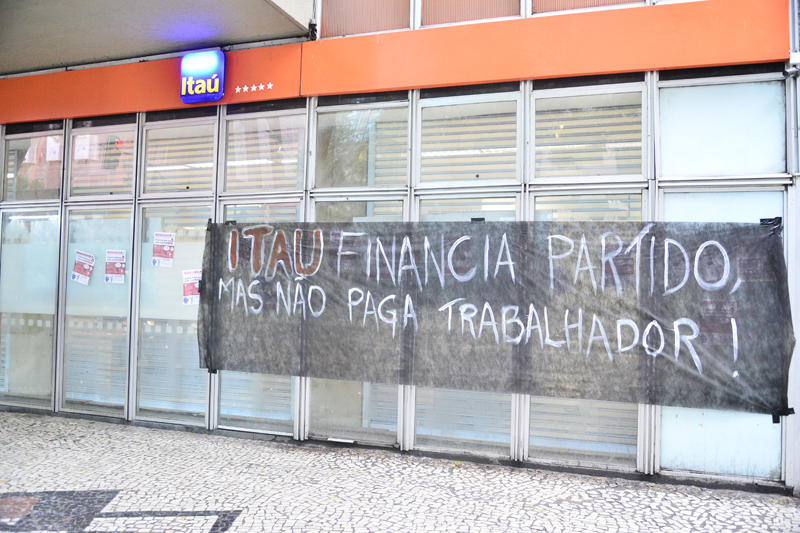 Itaú
ITAU FINANCIA PARTIDO,
MAS NÃO PAGA TRABALHADOR!